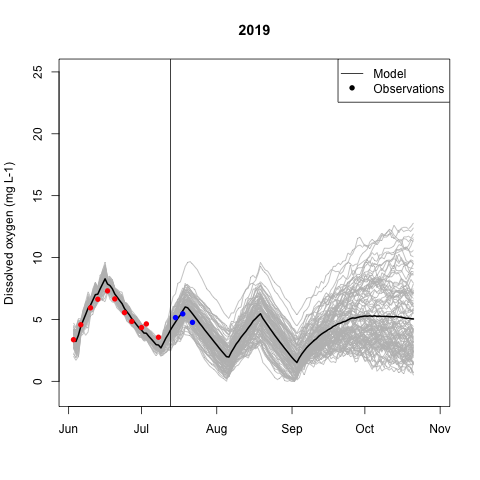 2019
Model
Observations
Dissolved oxygen (mg L-1)
25
20
15
10
5
0
Jun Jul Aug Sep Oct Nov